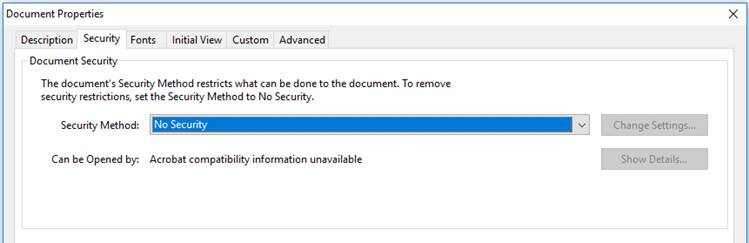 Document Properties
Description Security Fonts Initial View Custom Advanced
Document Security
The document's Security Method restricts what can be done to the document. To remove
security restrictions, set the Security Method to No Security.
Security Method: No Security Change Settings...
Can be Opened by: Acrobat compatibility information unavailable Show Details...